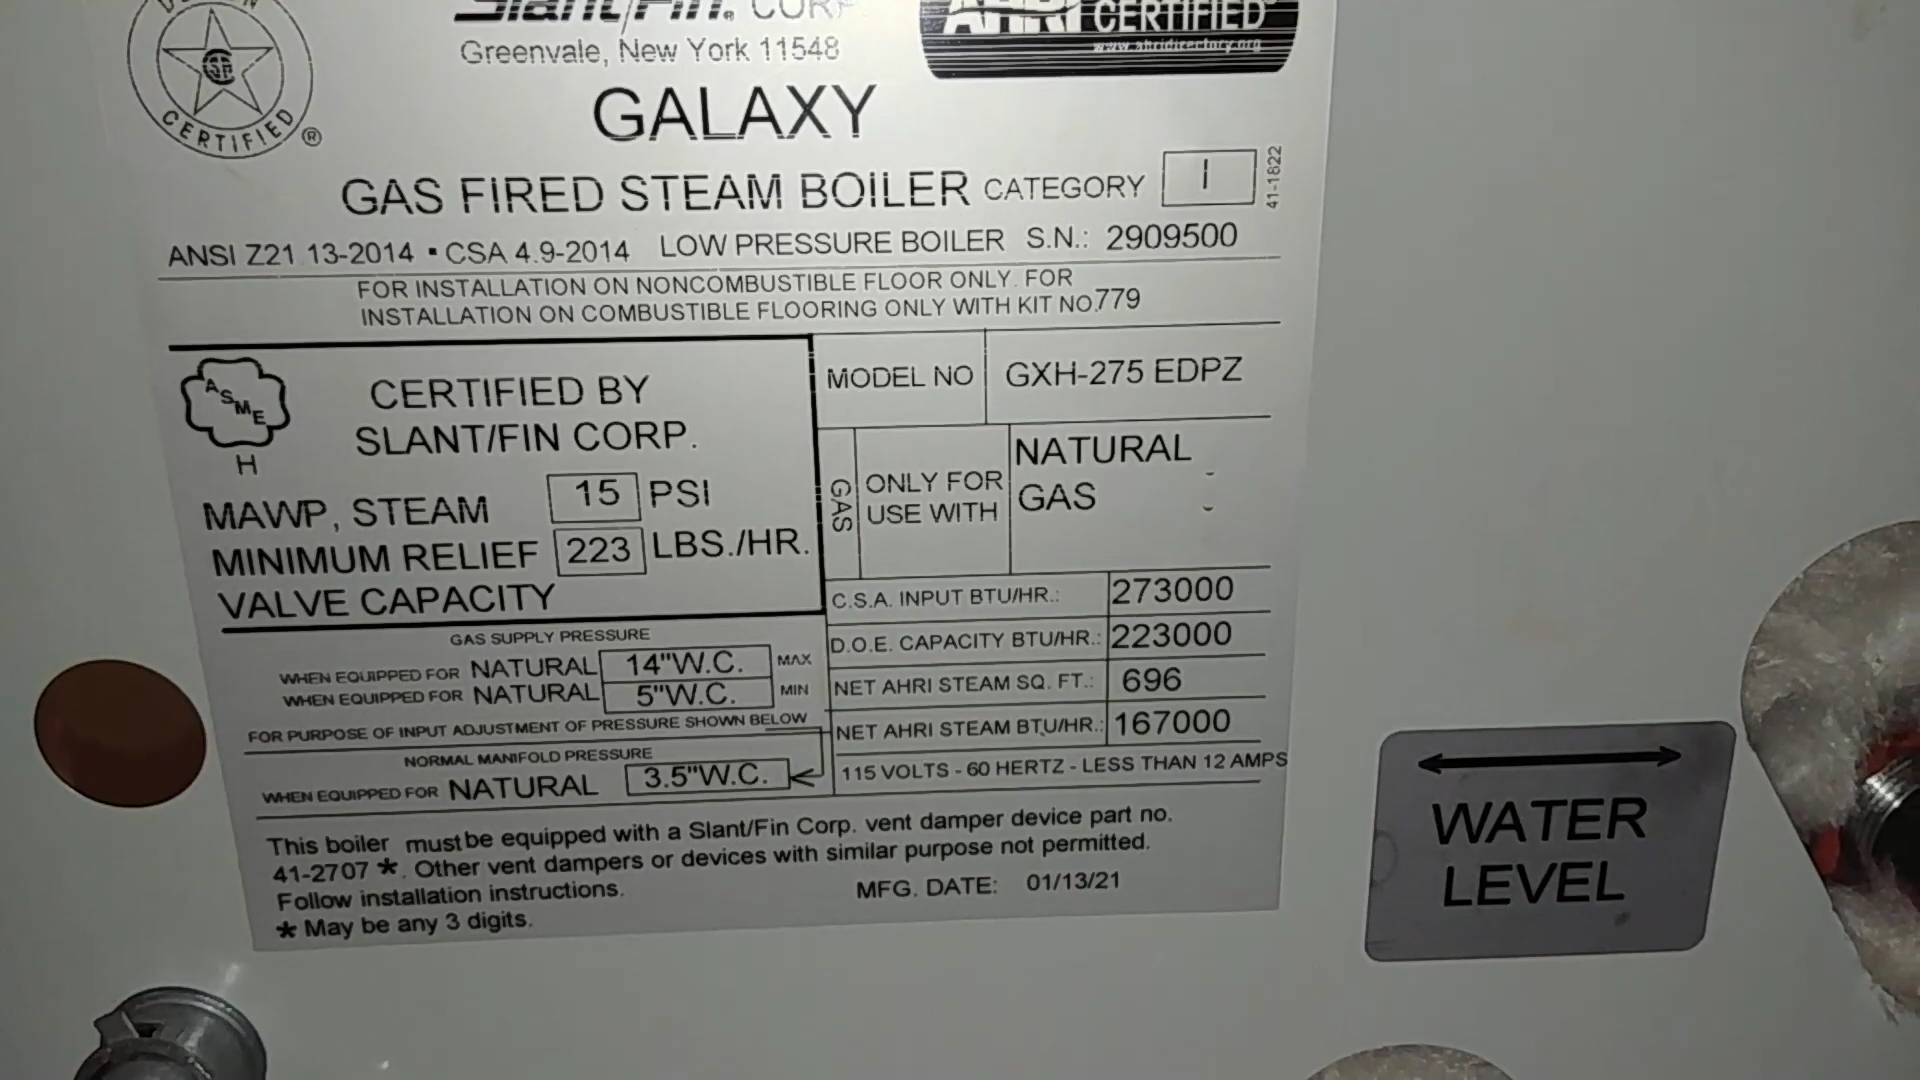 CERTIFIED ®
Slant/Fin. CORP
Greenvale, New York 11548
AHRI CERTIFIED
www.ahridirectory.org
GALAXY
GAS FIRED STEAM BOILER CATEGORY I
41-1822
ANSI Z21 13-2014 ▪ CSA 4.9-2014 LOW PRESSURE BOILER S.N.: 2909500
FOR INSTALLATION ON NONCOMBUSTIBLE FLOOR ONLY. FOR
INSTALLATION ON COMBUSTIBLE FLOORING ONLY WITH KIT NO.779
ASME
H
CERTIFIED BY
SLANT/FIN CORP.
MAWP, STEAM 15 PSI
MINIMUM RELIEF 223 LBS./HR.
VALVE CAPACITY
MODEL NO GXH-275 EDPZ
GAS
ONLY FOR
USE WITH
NATURAL
GAS
C.S.A. INPUT BTU/HR.: 273000
D.O.E. CAPACITY BTU/HR.: 223000
NET AHRI STEAM SQ. FT.: 696
NET AHRI STEAM BTU/HR.: 167000
115 VOLTS - 60 HERTZ - LESS THAN 12 AMPS
GAS SUPPLY PRESSURE
WHEN EQUIPPED FOR NATURAL 14"W.C. MAX
WHEN EQUIPPED FOR NATURAL 5"W.C. MIN
FOR PURPOSE OF INPUT ADJUSTMENT OF PRESSURE SHOWN BELOW
NORMAL MANIFOLD PRESSURE
WHEN EQUIPPED FOR NATURAL 3.5"W.C.
This boiler must be equipped with a Slant/Fin Corp. vent damper device part no.
41-2707 *. Other vent dampers or devices with similar purpose not permitted.
Follow installation instructions.
* May be any 3 digits.
MFG. DATE: 01/13/21
WATER
LEVEL